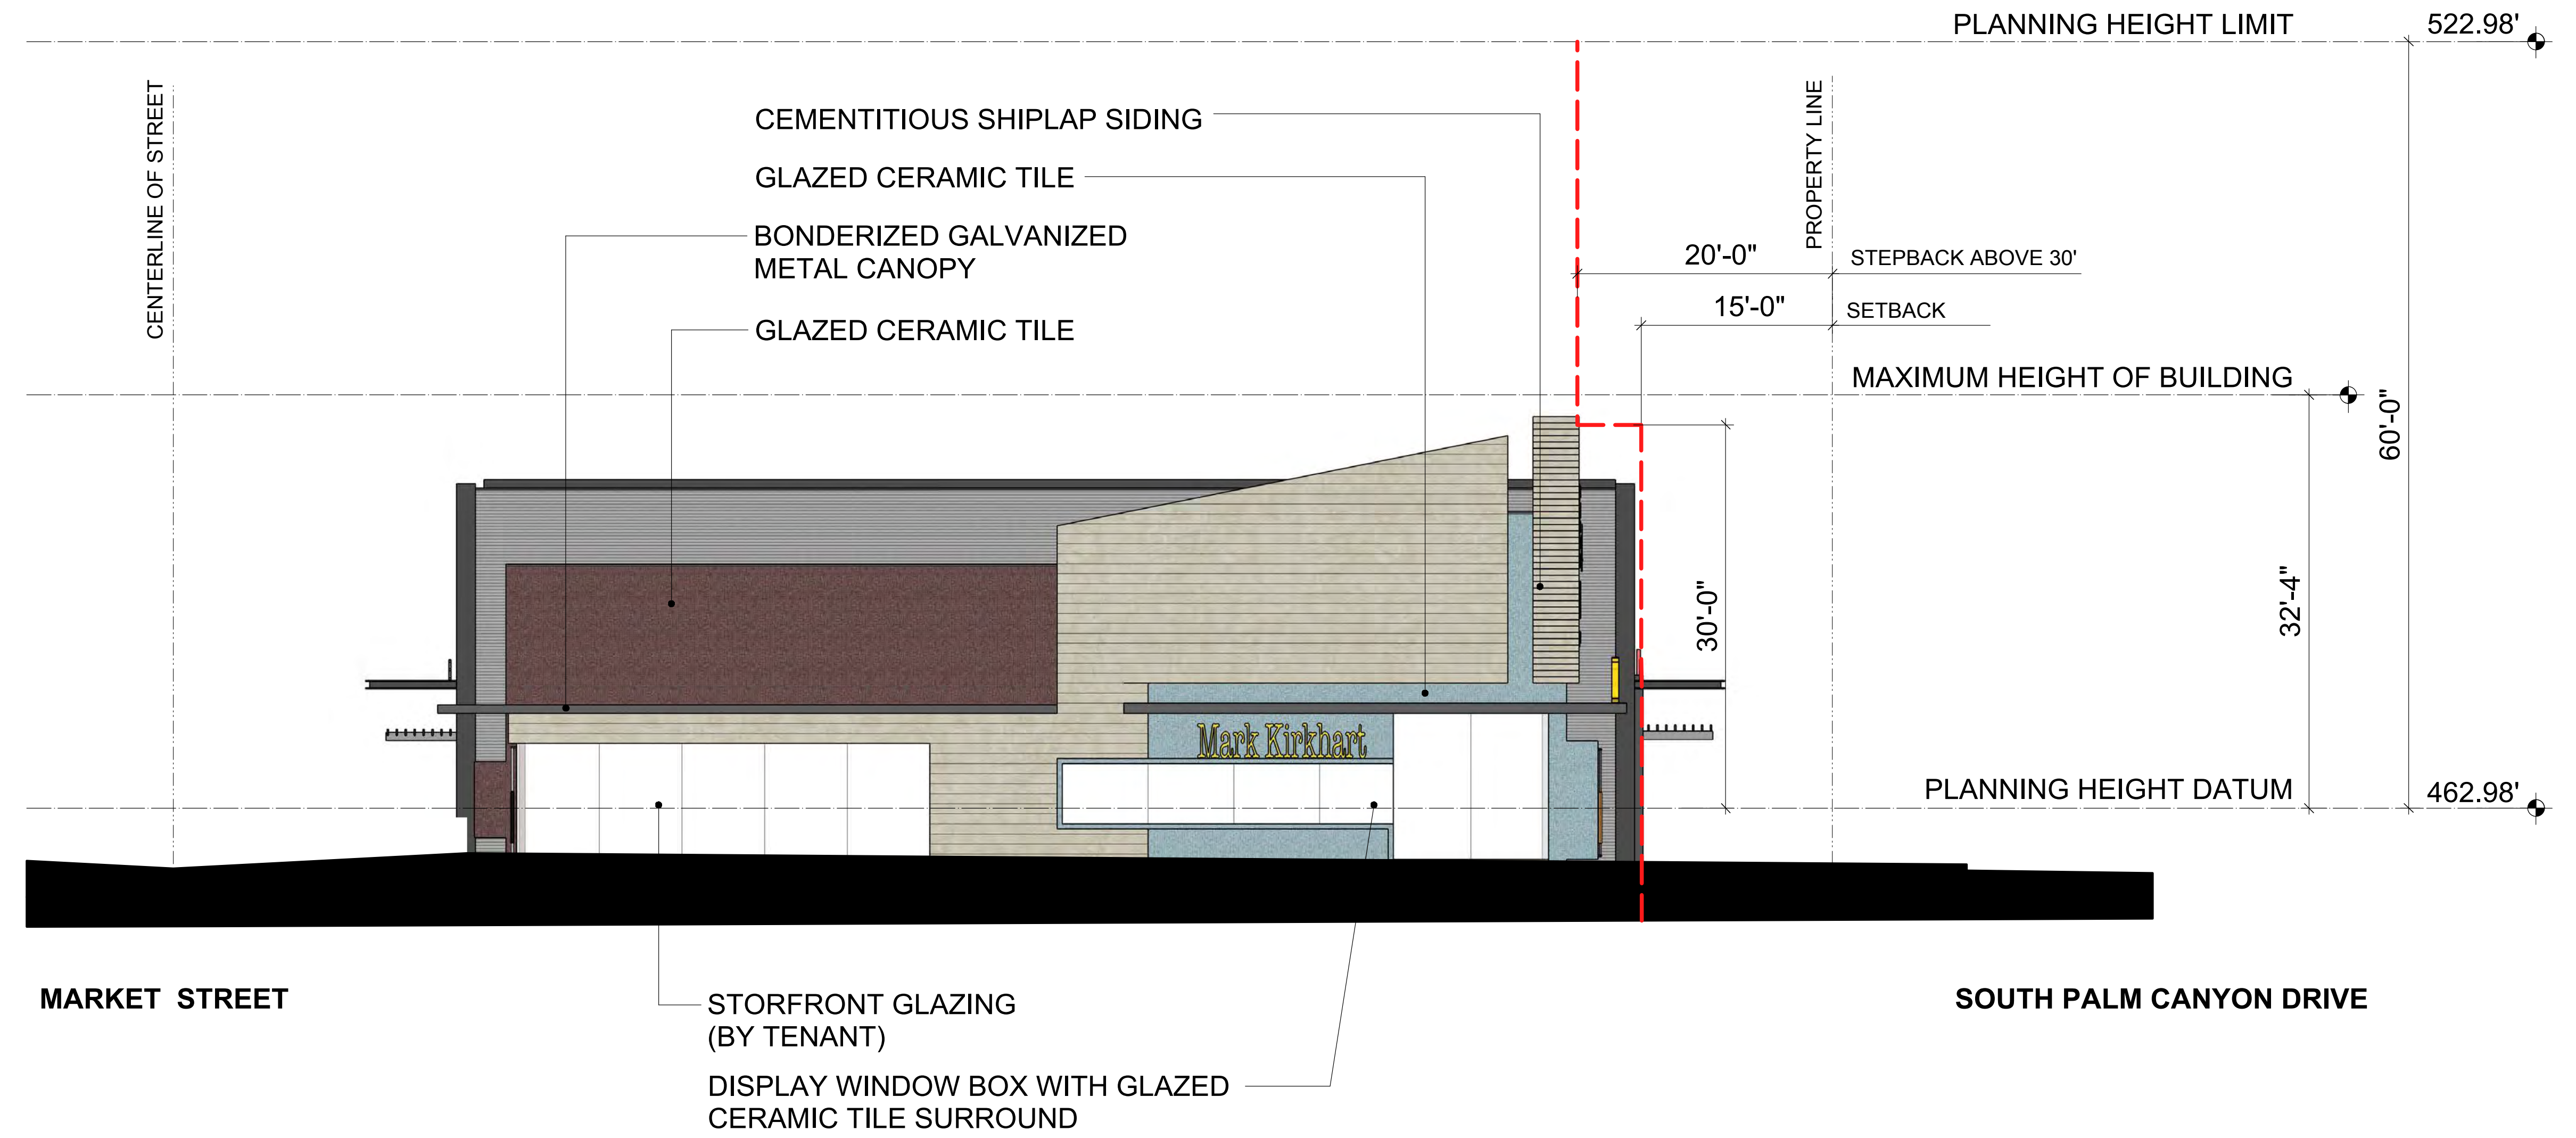 PLANNING HEIGHT LIMIT 522.98'
CENTERLINE OF STREET
CEMENTITIOUS SHIPLAP SIDING
PROPERTY LINE
GLAZED CERAMIC TILE
BONDERIZED GALVANIZED
METAL CANOPY
20'-0" STEPBACK ABOVE 30'
15'-0" SETBACK
GLAZED CERAMIC TILE
MAXIMUM HEIGHT OF BUILDING
60'-0"
30'-0"
32'-4"
Mark Kirkhart
PLANNING HEIGHT DATUM 462.98'
MARKET STREET
SOUTH PALM CANYON DRIVE
STORFRONT GLAZING
(BY TENANT)
DISPLAY WINDOW BOX WITH GLAZED
CERAMIC TILE SURROUND